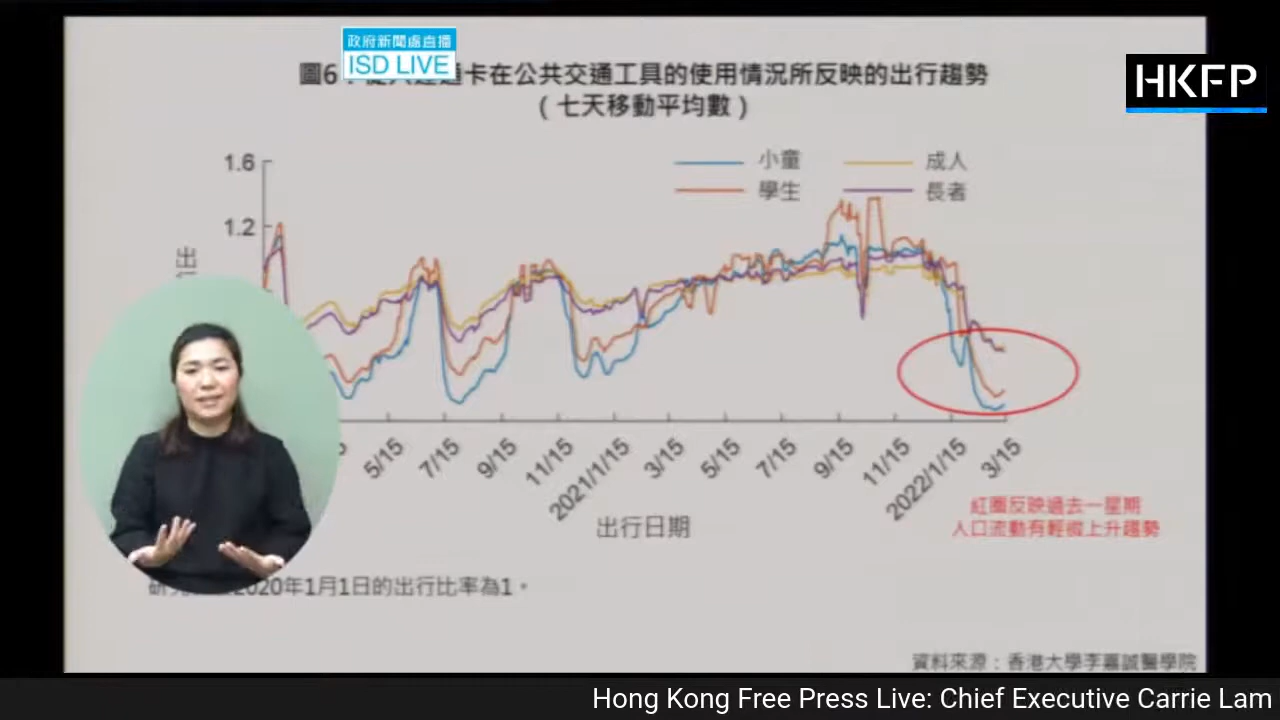 政府新聞處直播
ISD LIVE
HKFP
圖6
卡在公共交通工具的使用情況所反映的出行趨勢
(七天移動平均數)
1.6
1.2
小童
成人
學生
長者
出
5/15
7/15
9/15
11/15
2021/1/15
3/15
5/15
7/15
9/15
11/15
2022/1/15
3/15
出行日期
紅圈反映過去一星期
人口流動有輕微上升趨勢
2020年1月1日的出行比率為1。
資料來源：香港大學李嘉誠醫學院
Hong Kong Free Press Live: Chief Executive Carrie Lam